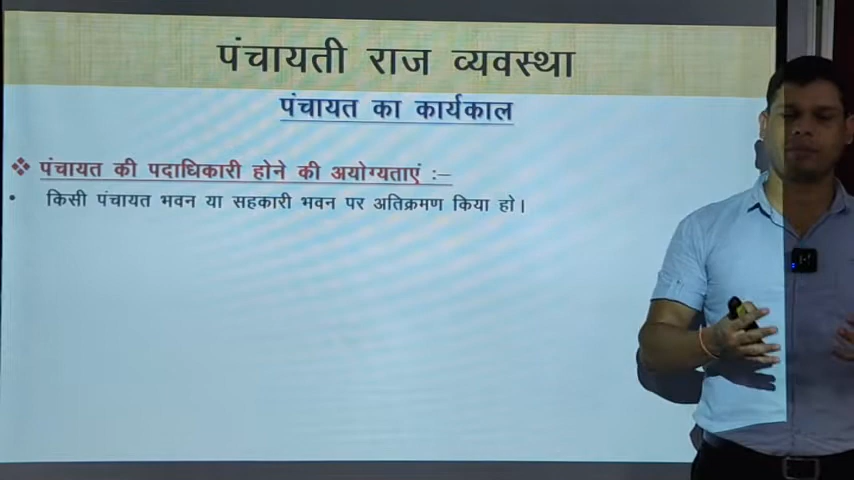 पंचायती राज व्यवस्था
पंचायत का कार्यकाल
❖ पंचायत की पदाधिकारी होने की अयोग्यताएं :–
• किसी पंचायत भवन या सहकारी भवन पर अतिक्रमण किया हो।